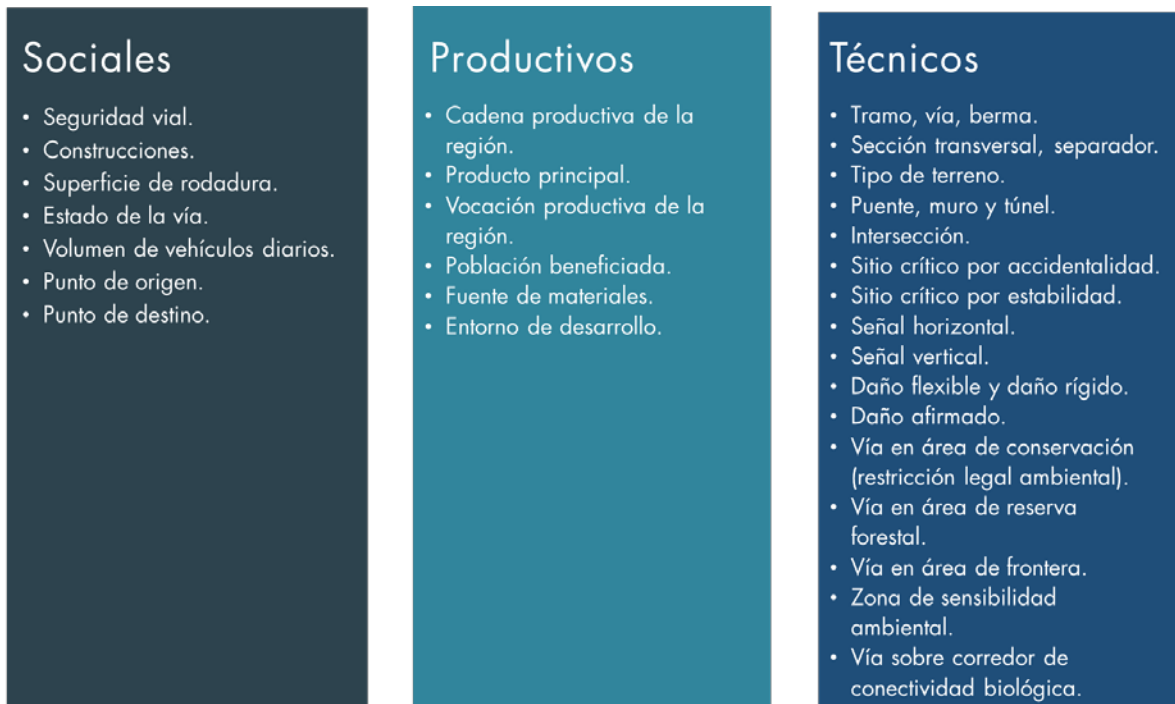 Sociales
• Seguridad vial.
• Construcciones.
• Superficie de rodadura.
• Estado de la vía.
• Volumen de vehículos diarios.
• Punto de origen.
• Punto de destino.
Productivos
• Cadena productiva de la
región.
• Producto principal.
• Vocación productiva de la
región.
• Población beneficiada.
• Fuente de materiales.
• Entorno de desarrollo.
Técnicos
• Tramo, vía, berma.
• Sección transversal, separador.
• Tipo de terreno.
• Puente, muro y túnel.
• Intersección.
• Sitio crítico por accidentalidad.
• Sitio crítico por estabilidad.
• Señal horizontal.
• Señal vertical.
• Daño flexible y daño rígido.
• Daño afirmado.
• Vía en área de conservación
(restricción legal ambiental).
• Vía en área de reserva
forestal.
• Vía en área de frontera.
• Zona de sensibilidad
ambiental.
• Vía sobre corredor de
conectividad biológica.